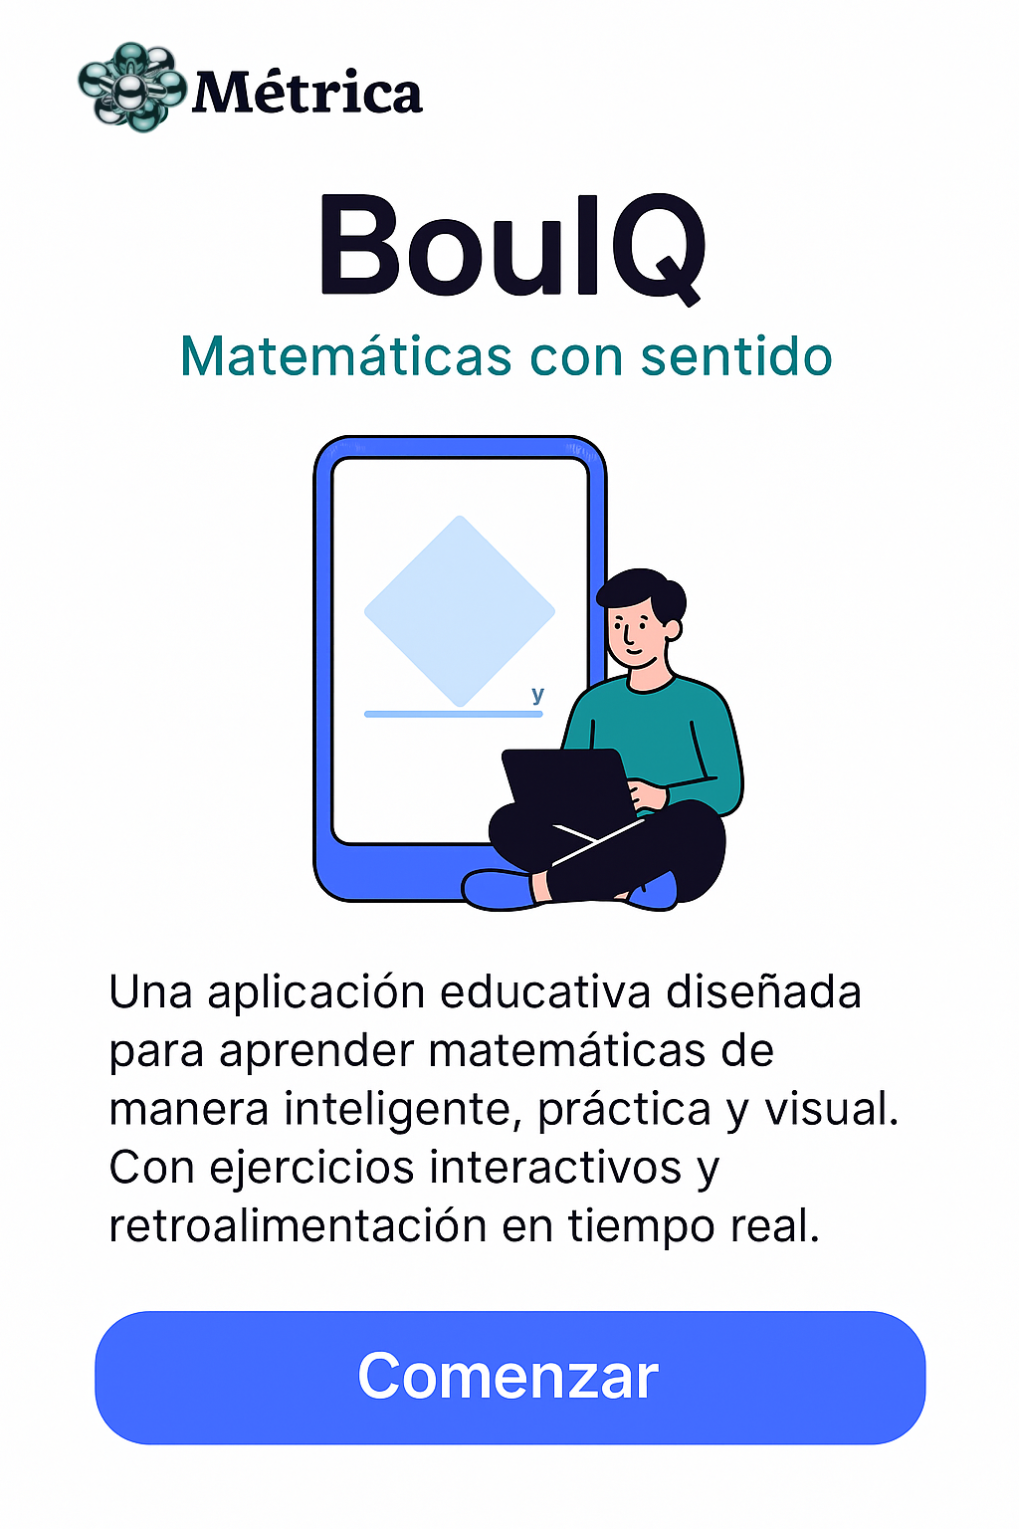 Métrica
BouIQ
Matemáticas con sentido
y
Una aplicación educativa diseñada
para aprender matemáticas de
manera inteligente, práctica y visual.
Con ejercicios interactivos y
retroalimentación en tiempo real.
Comenzar